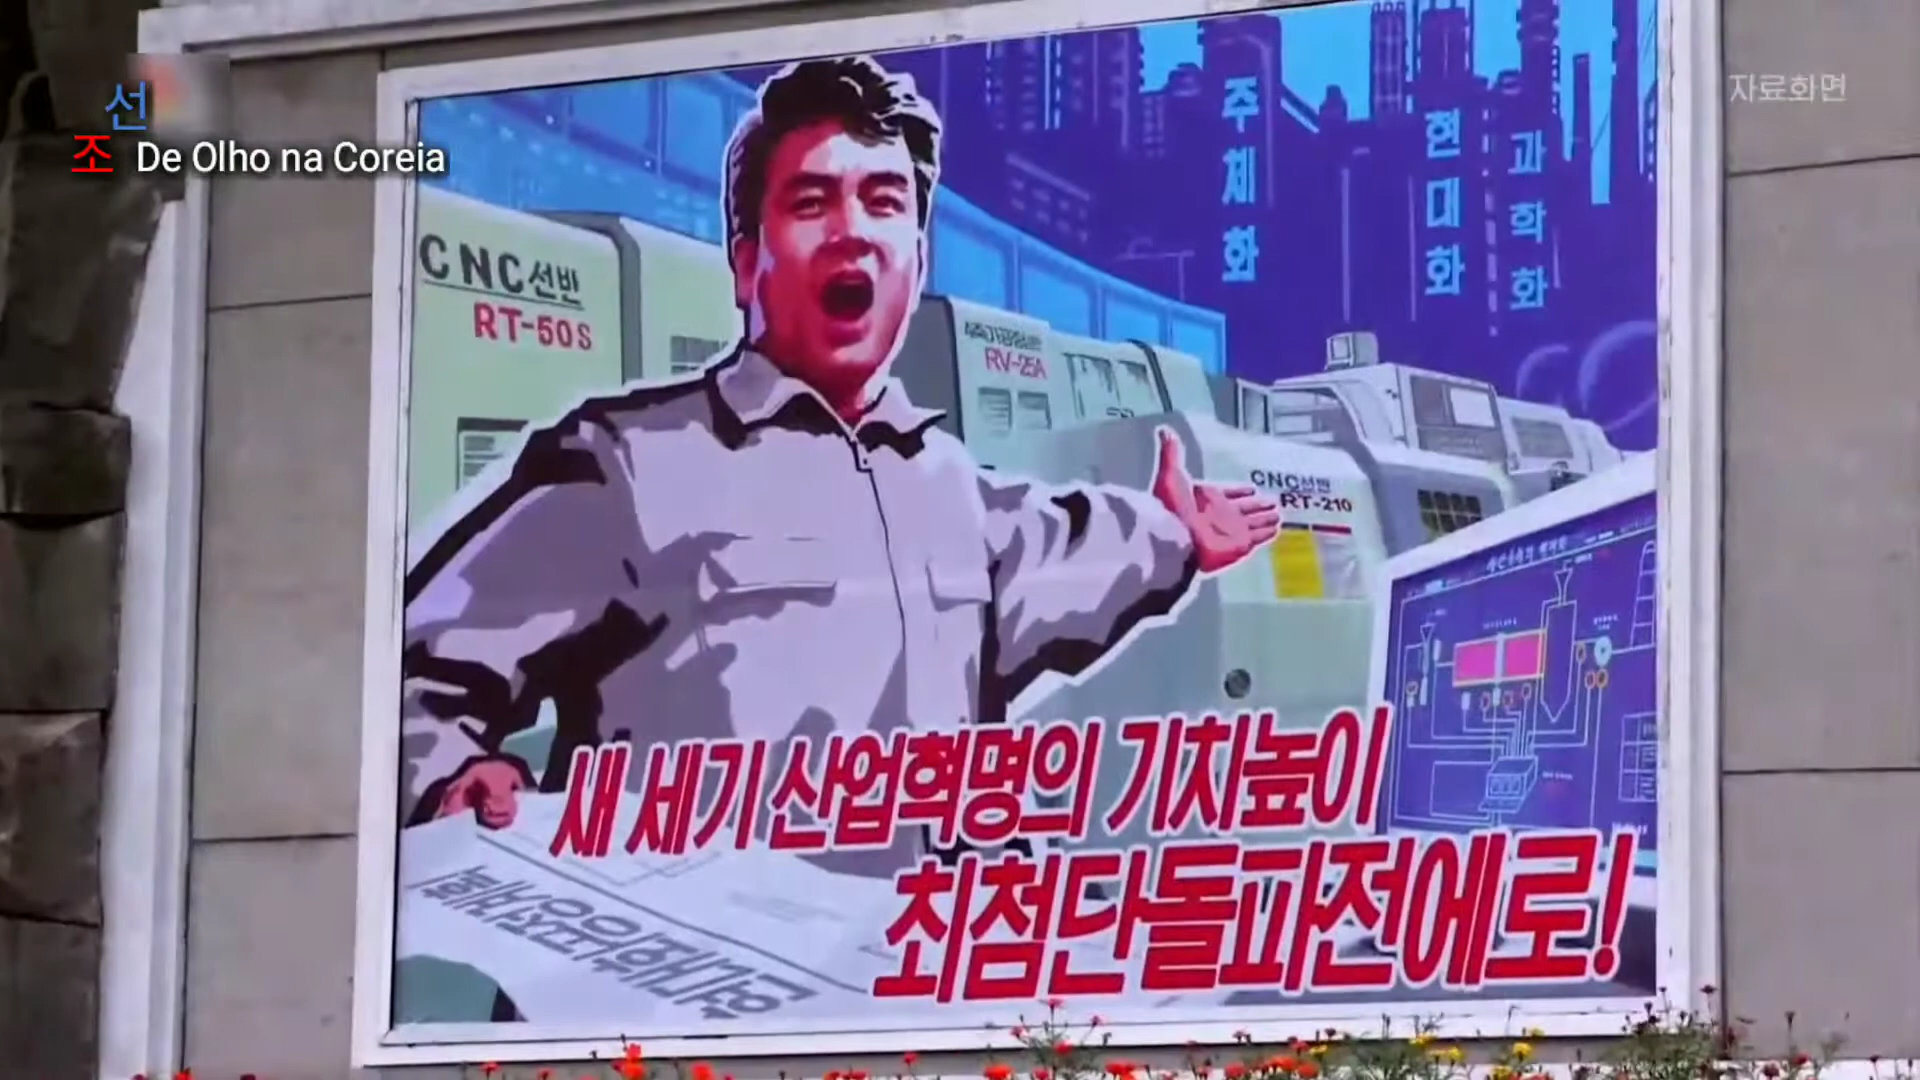 선
조 De Olho na Coreia
자료화면
주체화
현대화
과학화
CNC선반
RT-50S
RV-25A
CNC선반
RT-210
새 세기 산업혁명의 기치높이
최첨단돌파전에로!